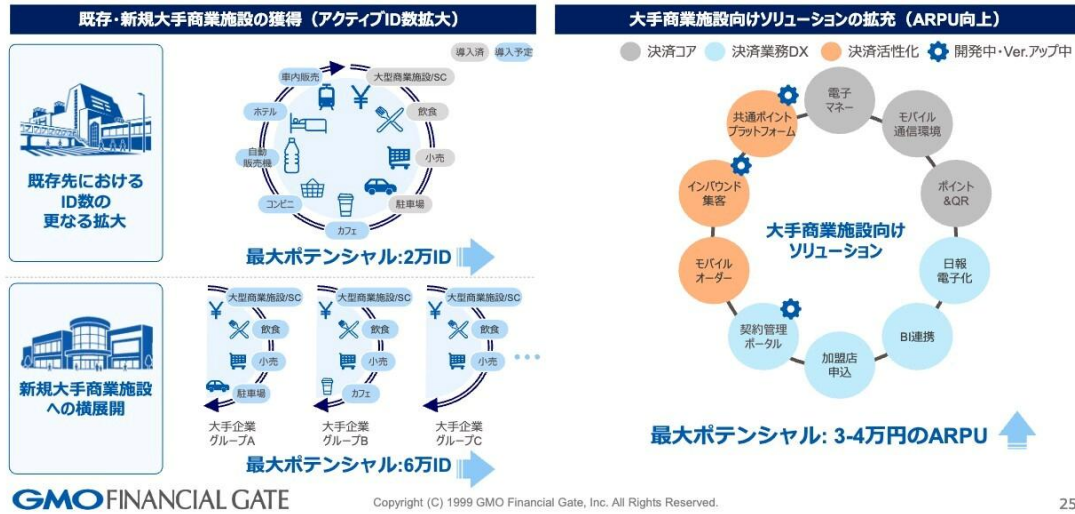 既存・新規大手商業施設の獲得（アクティブID数拡大）
導入済
導入予定
既存先における
ID数の
更なる拡大
車内販売
大型商業施設/SC
ホテル
飲食
自動
販売機
小売
コンビニ
駐車場
カフェ
最大ポテンシャル:2万ID
新規大手商業施設
への横展開
大型商業施設/SC
飲食
小売
駐車場
大手企業
グループA
大型商業施設/SC
飲食
小売
カフェ
大手企業
グループB
大型商業施設/SC
飲食
小売
大手企業
グループC
最大ポテンシャル:6万ID
大手商業施設向けソリューションの拡充（ARPU向上）
決済コア
決済業務DX
決済活性化
開発中・Ver.アップ中
電子
マネー
モバイル
通信環境
ポイント
&QR
日報
電子化
BI連携
加盟店
申込
契約管理
ポータル
モバイル
オーダー
インバウンド
集客
共通ポイント
プラットフォーム
大手商業施設向け
ソリューション
最大ポテンシャル: 3-4万円のARPU
GMO FINANCIAL GATE
Copyright (C) 1999 GMO Financial Gate, Inc. All Rights Reserved.
25